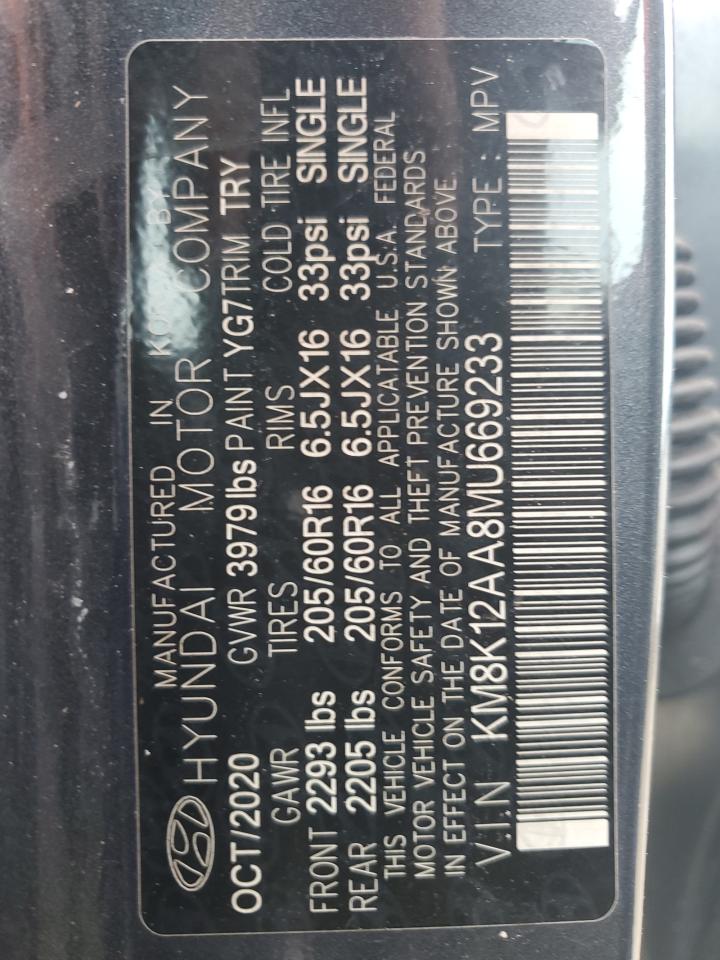 MANUFACTURED IN KOREA BY
HYUNDAI MOTOR COMPANY
OCT/2020 GVWR 3979 lbs PAINT YG7 TRIM TRY
GAWR TIRES RIMS COLD TIRE INFL
FRONT 2293 lbs 205/60R16 6.5JX16 33psi SINGLE
REAR 2205 lbs 205/60R16 6.5JX16 33psi SINGLE
THIS VEHICLE CONFORMS TO ALL APPLICATABLE U.S.A. FEDERAL
MOTOR VEHICLE SAFETY AND THEFT PREVENTION STANDARDS
IN EFFECT ON THE DATE OF MANUFACTURE SHOWN ABOVE
V.I.N KM8K12AA8MU669233 TYPE : MPV